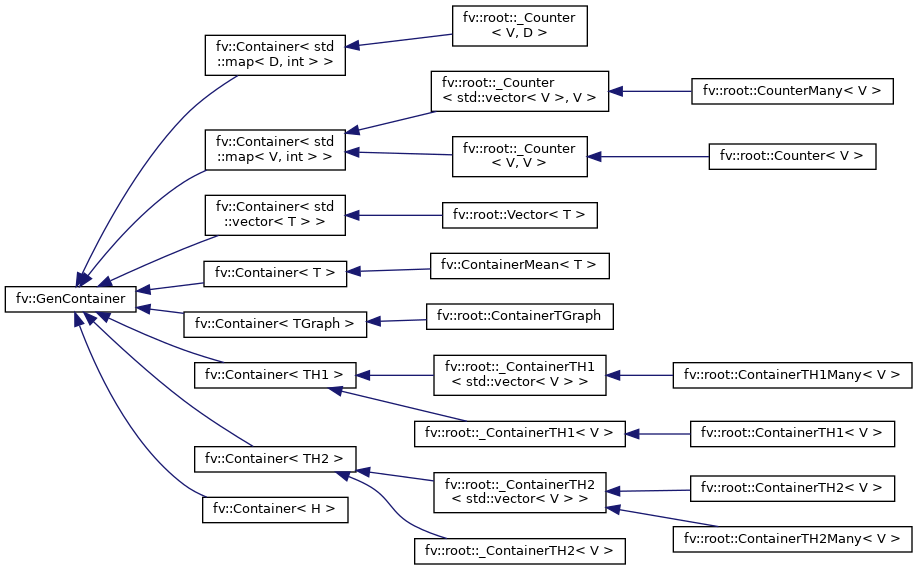 fv::GenContainer
fv::Container< std
::map< D, int > >
fv::root::_Counter
< V, D >
fv::Container< std
::map< V, int > >
fv::root::_Counter
< std::vector< V >, V >
fv::root::CounterMany< V >
fv::root::_Counter
< V, V >
fv::root::Counter< V >
fv::Container< std
::vector< T > >
fv::root::Vector< T >
fv::Container< T >
fv::ContainerMean< T >
fv::Container< TGraph >
fv::root::ContainerTGraph
fv::Container< TH1 >
fv::root::_ContainerTH1
< std::vector< V > >
fv::root::ContainerTH1Many< V >
fv::root::_ContainerTH1< V >
fv::root::ContainerTH1< V >
fv::Container< TH2 >
fv::root::_ContainerTH2
< std::vector< V > >
fv::root::ContainerTH2< V >
fv::root::ContainerTH2Many< V >
fv::root::_ContainerTH2< V >
fv::Container< H >